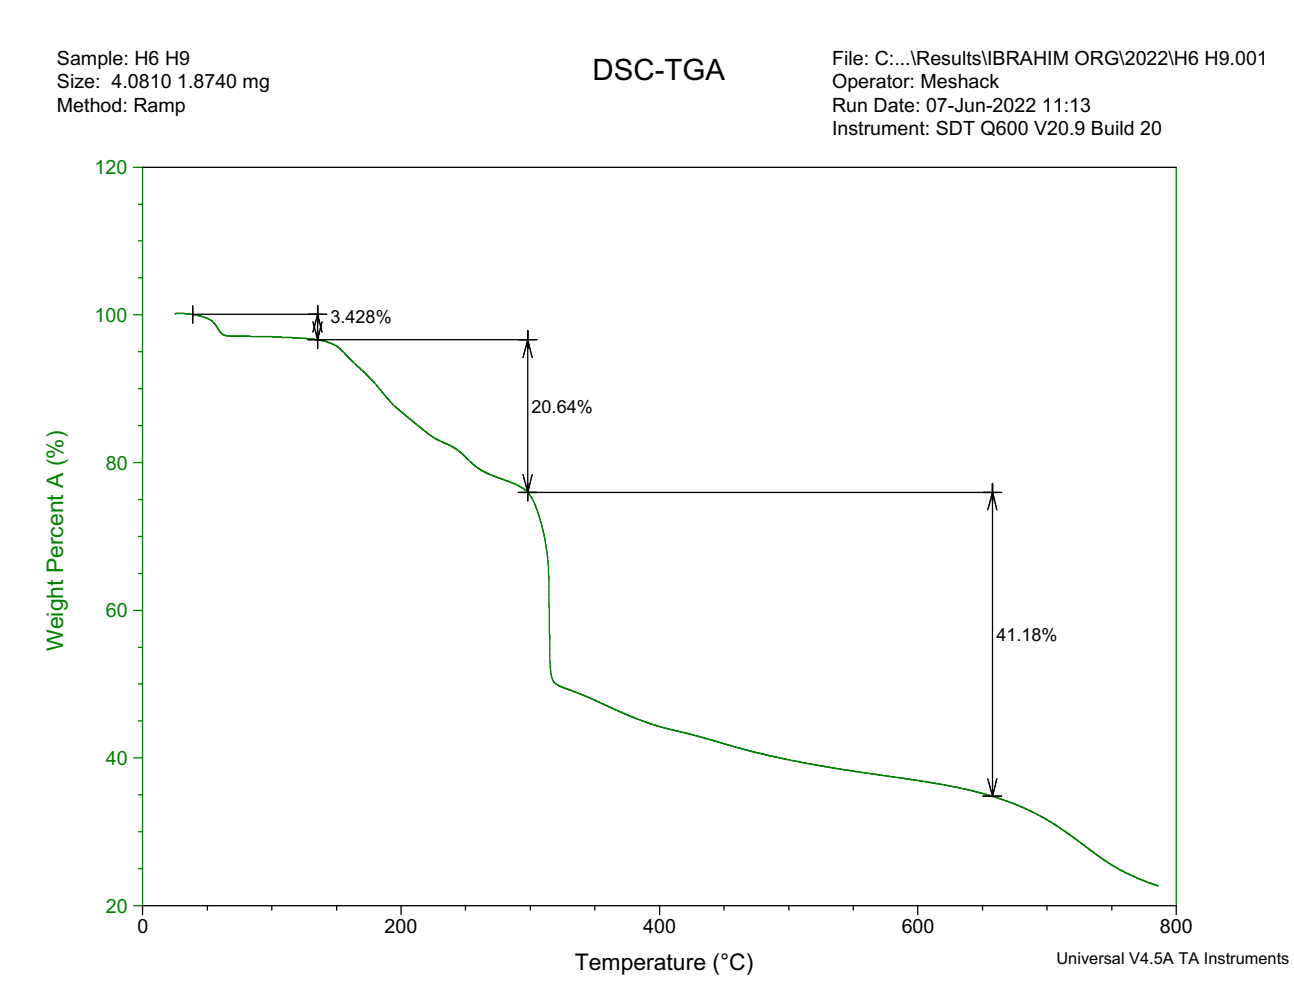 Sample: H6 H9
Size:  4.0810 1.8740 mg
Method: Ramp
DSC-TGA
File: C:...\Results\IBRAHIM ORG\2022\H6 H9.001
Operator: Meshack
Run Date: 07-Jun-2022 11:13
Instrument: SDT Q600 V20.9 Build 20
120
100
80
60
40
20
Weight Percent A (%)
3.428%
20.64%
41.18%
0
200
400
600
800
Temperature (°C)
Universal V4.5A TA Instruments